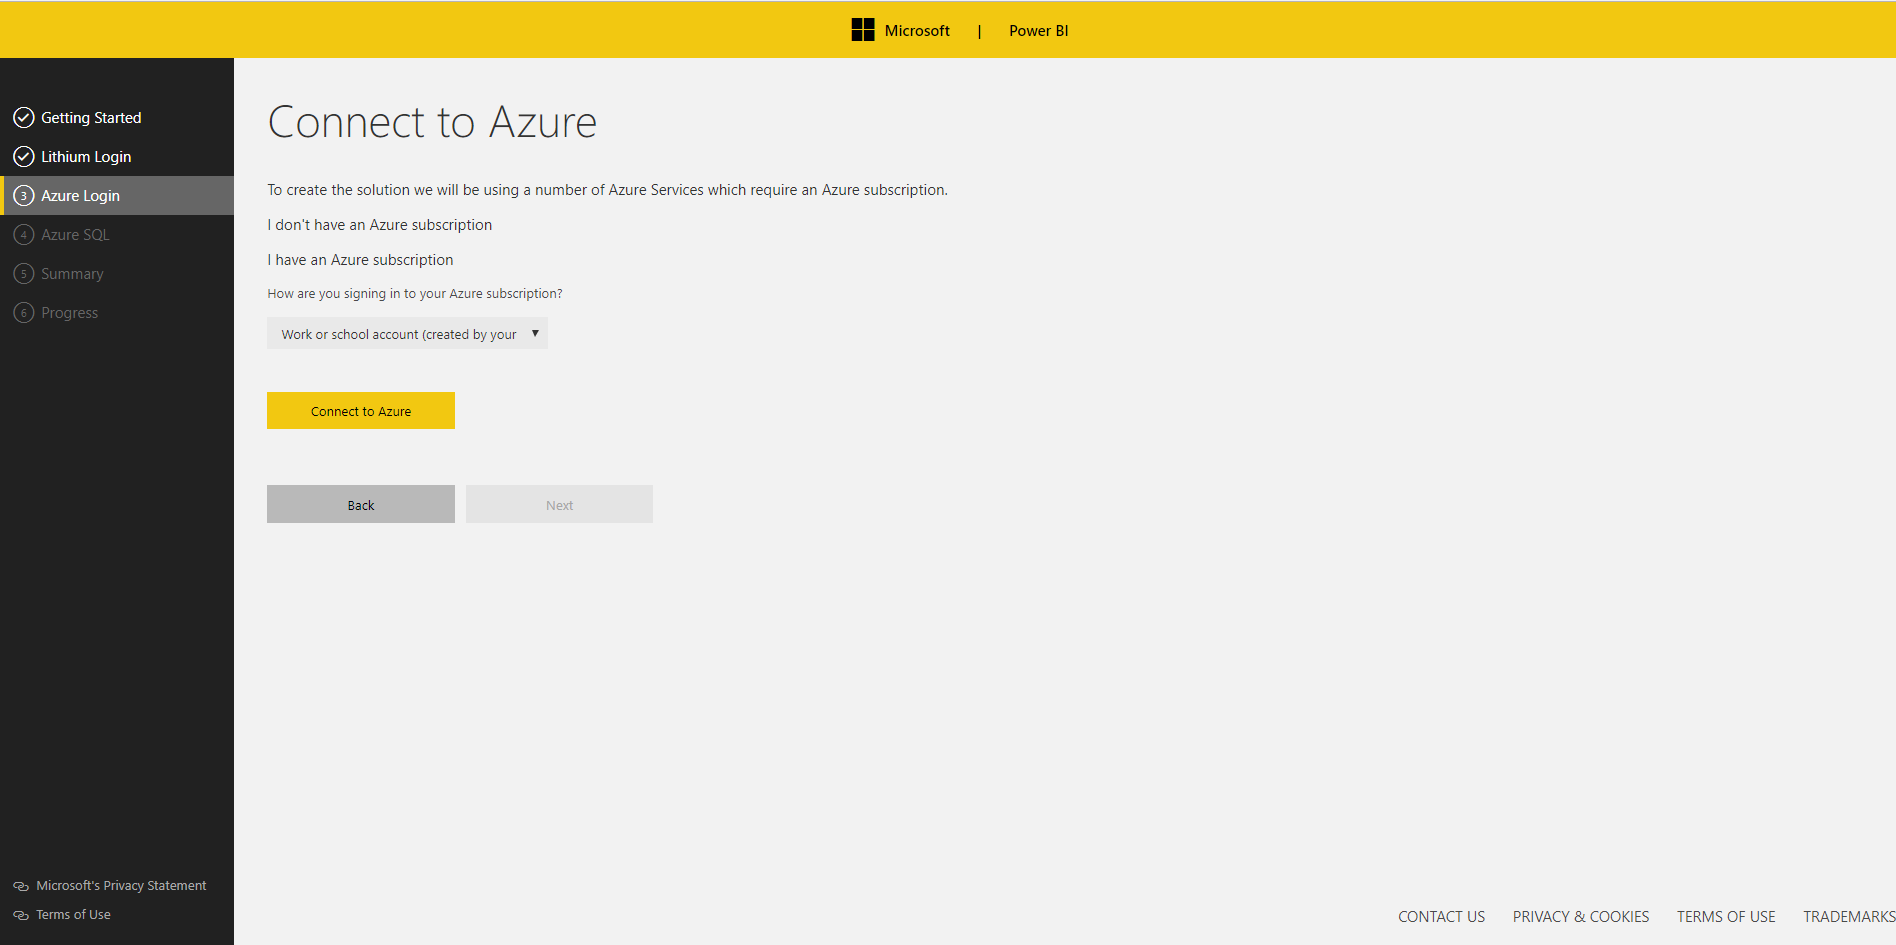 Microsoft | Power BI
Getting Started
Lithium Login
3 Azure Login
4 Azure SQL
5 Summary
6 Progress
Microsoft's Privacy Statement
Terms of Use
Connect to Azure
To create the solution we will be using a number of Azure Services which require an Azure subscription.
I don't have an Azure subscription
I have an Azure subscription
How are you signing in to your Azure subscription?
Work or school account (created by your
Connect to Azure
Back Next
CONTACT US PRIVACY & COOKIES TERMS OF USE TRADEMARKS